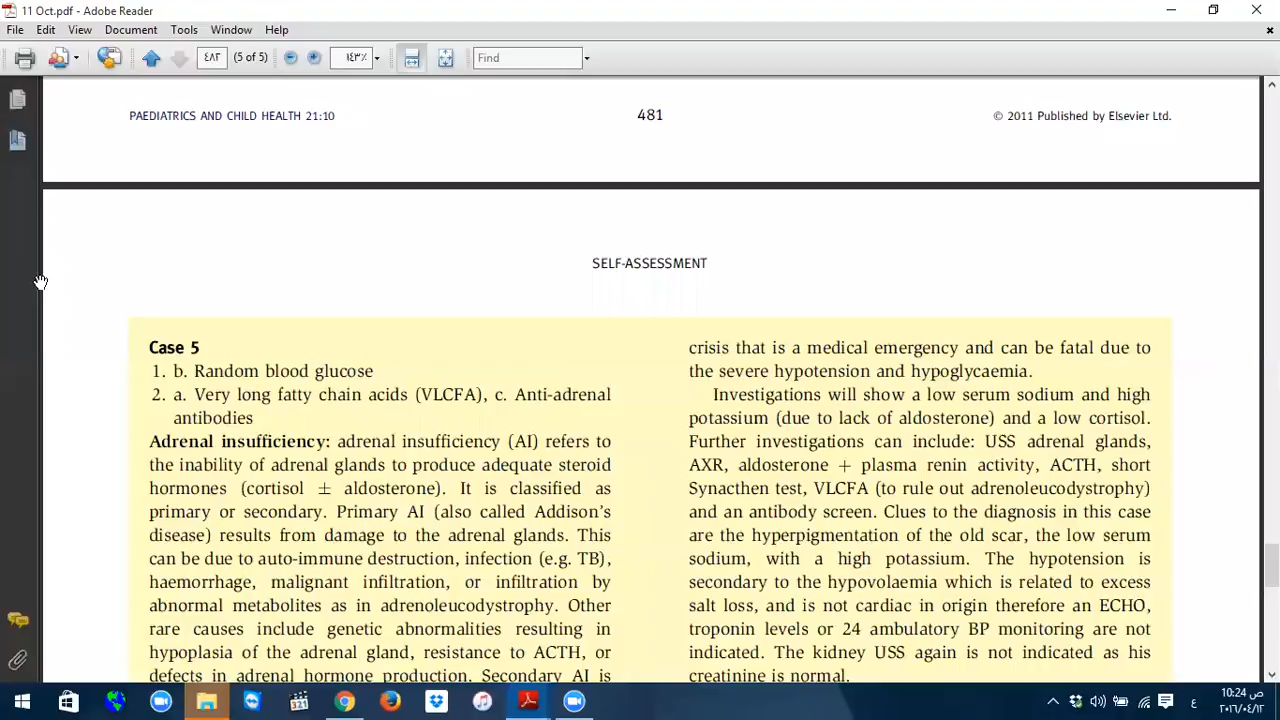 11 Oct.pdf - Adobe Reader
File Edit View Document Tools Window Help
٤٨٣ (5 of 5) ١٤٣٪ Find
PAEDIATRICS AND CHILD HEALTH 21:10 481 © 2011 Published by Elsevier Ltd.
SELF-ASSESSMENT
Case 5
1. b. Random blood glucose
2. a. Very long fatty chain acids (VLCFA), c. Anti-adrenal
antibodies
Adrenal insufficiency: adrenal insufficiency (AI) refers to
the inability of adrenal glands to produce adequate steroid
hormones (cortisol ± aldosterone). It is classified as
primary or secondary. Primary AI (also called Addison's
disease) results from damage to the adrenal glands. This
can be due to auto-immune destruction, infection (e.g. TB),
haemorrhage, malignant infiltration, or infiltration by
abnormal metabolites as in adrenoleucodystrophy. Other
rare causes include genetic abnormalities resulting in
hypoplasia of the adrenal gland, resistance to ACTH, or
defects in adrenal hormone production. Secondary AI is
crisis that is a medical emergency and can be fatal due to
the severe hypotension and hypoglycaemia.
Investigations will show a low serum sodium and high
potassium (due to lack of aldosterone) and a low cortisol.
Further investigations can include: USS adrenal glands,
AXR, aldosterone + plasma renin activity, ACTH, short
Synacthen test, VLCFA (to rule out adrenoleucodystrophy)
and an antibody screen. Clues to the diagnosis in this case
are the hyperpigmentation of the old scar, the low serum
sodium, with a high potassium. The hypotension is
secondary to the hypovolaemia which is related to excess
salt loss, and is not cardiac in origin therefore an ECHO,
troponin levels or 24 ambulatory BP monitoring are not
indicated. The kidney USS again is not indicated as his
creatinine is normal.
321
ع
10:24 ص
٢٠١٦/٠٤/١٣